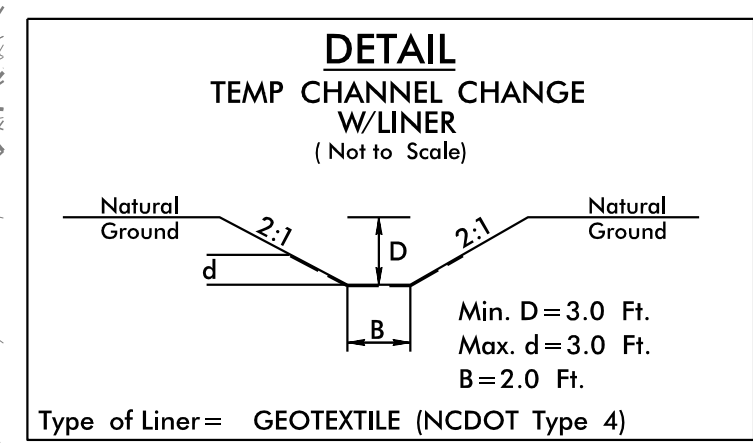 DETAIL
TEMP CHANNEL CHANGE
W/LINER
( Not to Scale)
Natural
Ground
2:1
D
2:1
Natural
Ground
d
B
Min. D=3.0 Ft.
Max. d=3.0 Ft.
B=2.0 Ft.
Type of Liner= GEOTEXTILE (NCDOT Type 4)